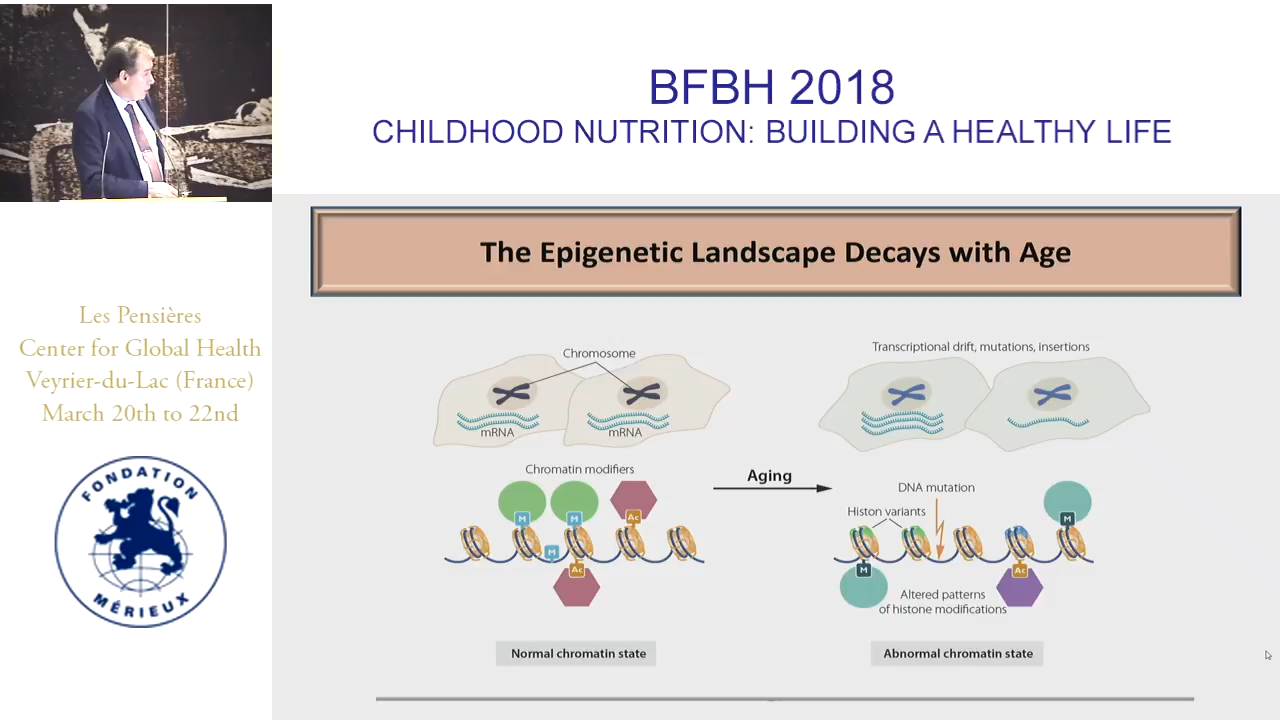 BFBH 2018
CHILDHOOD NUTRITION: BUILDING A HEALTHY LIFE
Les Pensières
Center for Global Health
Veyrier-du-Lac (France)
March 20th to 22nd
FONDATION
MÉRIEUX
The Epigenetic Landscape Decays with Age
Chromosome
mRNA
mRNA
Chromatin modifiers
M
M
Ac
M
Ac
Normal chromatin state
Aging
Transcriptional drift, mutations, insertions
DNA mutation
Histon variants
M
M
Ac
Altered patterns
of histone modifications
Abnormal chromatin state